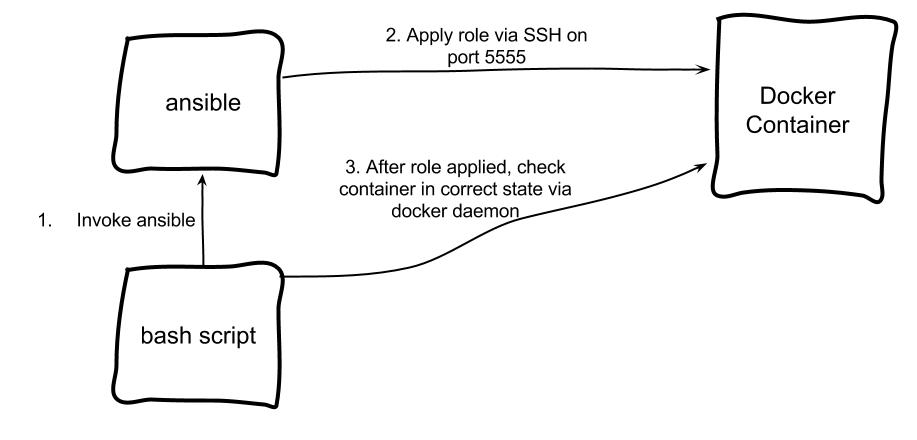 2. Apply role via SSH on
port 5555
ansible
Docker
Container
3. After role applied, check
container in correct state via
docker daemon
1. Invoke ansible
bash script